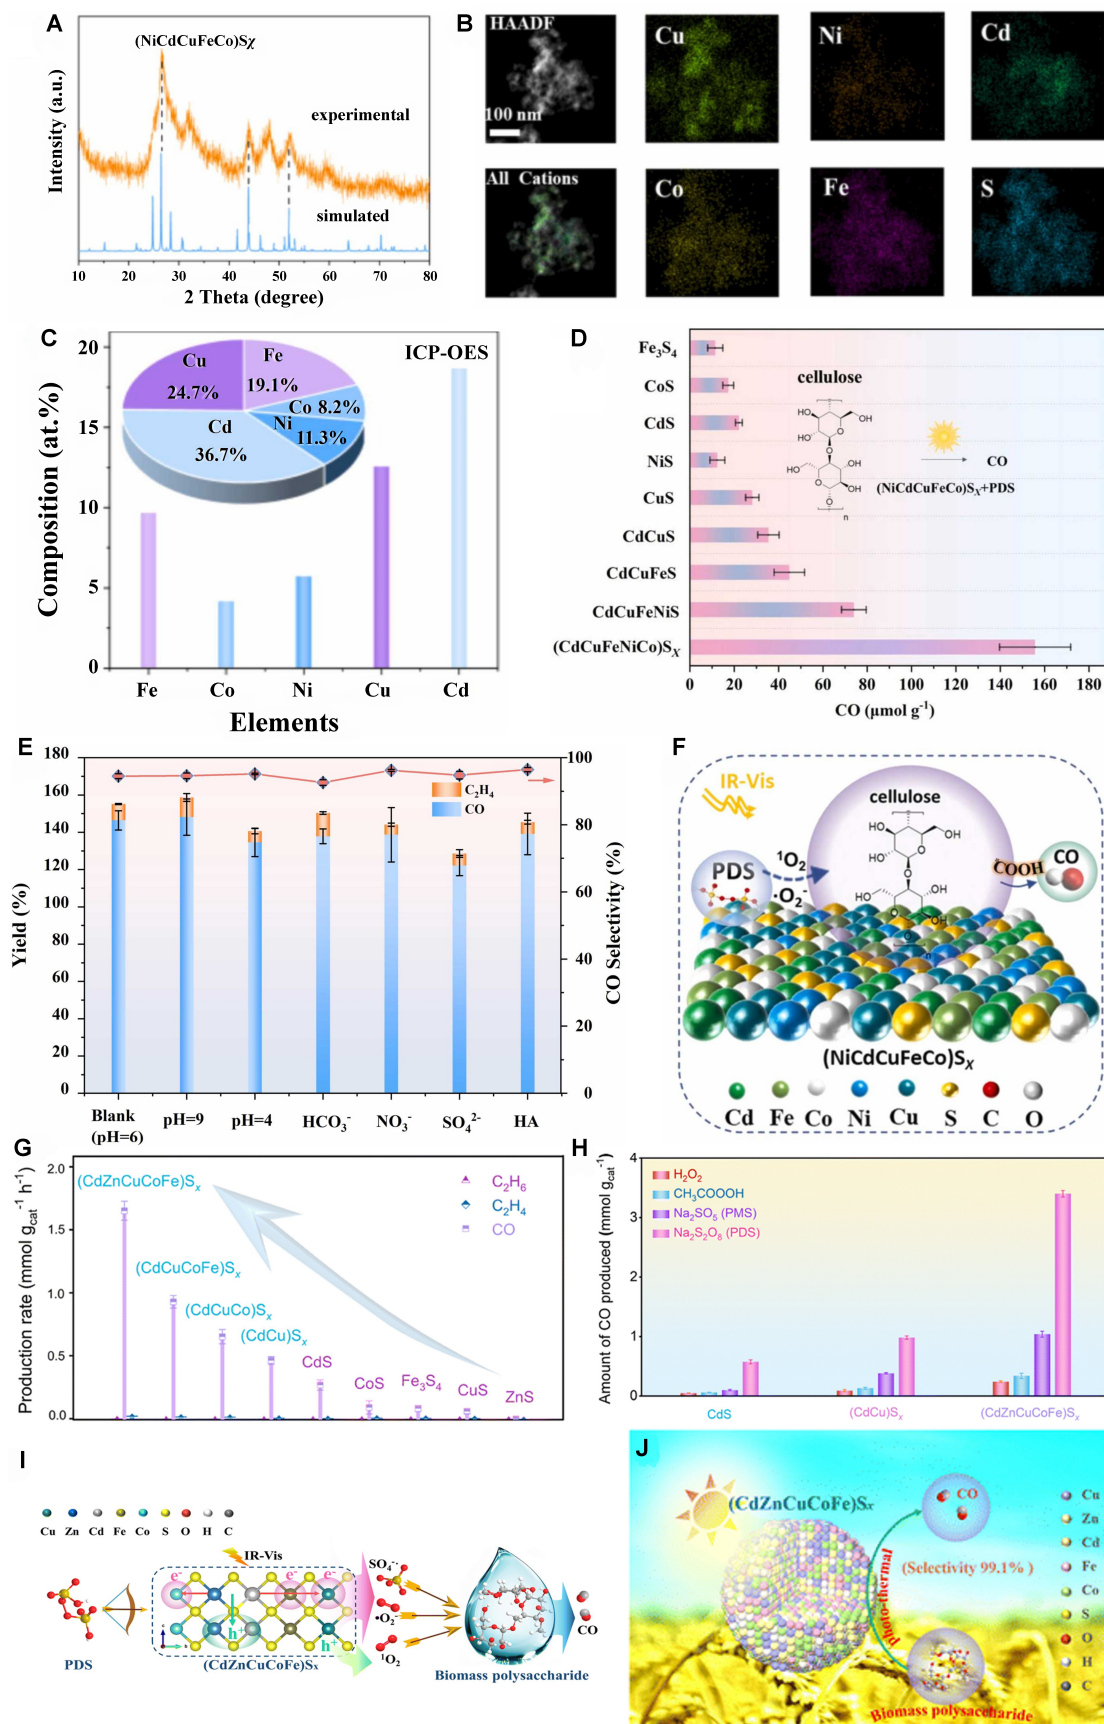 A
(NiCdCuFeCo)Sχ
experimental
simulated
Intensity (a.u.)
10 20 30 40 50 60 70 80
2 Theta (degree)
B
HAADF
100 nm
Cu
Ni
Cd
All Cations
Co
Fe
S
C
ICP-OES
Cu
24.7%
Fe
19.1%
Co 8.2%
Ni
11.3%
Cd
36.7%
Composition (at.%)
20
15
10
5
0
Fe Co Ni Cu Cd
Elements
D
Fe₃S₄
CoS
CdS
NiS
CuS
CdCuS
CdCuFeS
CdCuFeNiS
(CdCuFeNiCo)Sₓ
cellulose
CO
(NiCdCuFeCo)Sₓ+PDS
n
0 20 40 60 80 100 120 140 160 180
CO (μmol g⁻¹)
E
Yield (%)
180
160
140
120
100
80
60
40
20
0
C₂H₄
CO
100
80
60
40
20
0
CO Selectivity (%)
Blank (pH=6)
pH=9
pH=4
HCO₃⁻
NO₃⁻
SO₄²⁻
HA
F
IR-Vis
cellulose
PDS
¹O₂
·O₂⁻
COOH
CO
n
(NiCdCuFeCo)Sₓ
Cd Fe Co Ni Cu S C O
G
Production rate (mmol g_cat⁻¹ h⁻¹)
2.0
1.5
1.0
0.5
0.0
(CdZnCuCoFe)Sₓ
(CdCuCoFe)Sₓ
(CdCuCo)Sₓ
(CdCu)Sₓ
CdS
CoS
Fe₃S₄
CuS
ZnS
C₂H₆
C₂H₄
CO
H
Amount of CO produced (mmol g_cat⁻¹)
4
3
2
1
0
H₂O₂
CH₃COOOH
Na₂SO₅ (PMS)
Na₂S₂O₈ (PDS)
CdS
(CdCu)Sₓ
(CdZnCuCoFe)Sₓ
I
Cu Zn Cd Fe Co S O H C
IR-Vis
e⁻ e⁻ e⁻
h⁺
h⁺
PDS
(CdZnCuCoFe)Sₓ
SO₄·⁻
•O₂⁻
¹O₂
Biomass polysaccharide
CO
J
(CdZnCuCoFe)Sₓ
CO
(Selectivity 99.1% )
photo-thermal
Biomass polysaccharide
Cu
Zn
Cd
Fe
Co
S
O
H
C